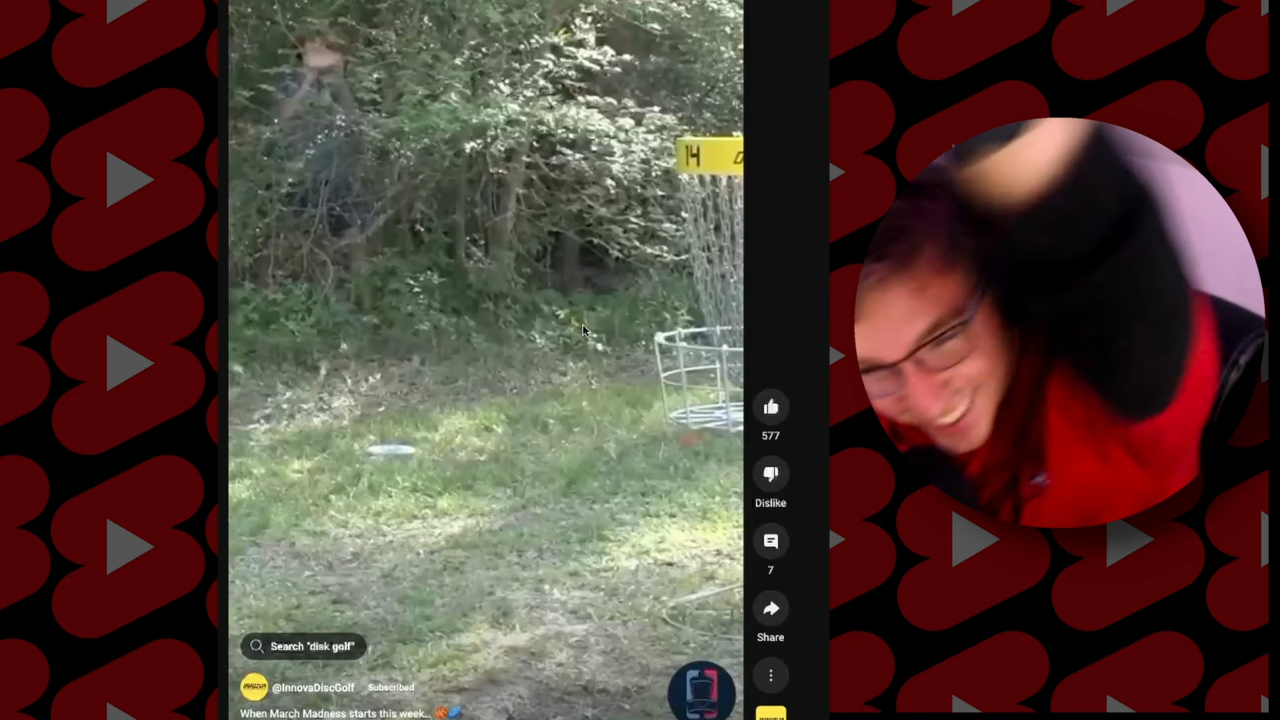 14
577
Dislike
7
Share
Search "disk golf"
@InnovaDiscGolf Subscribed
When March Madness starts this week... 🏀🥏